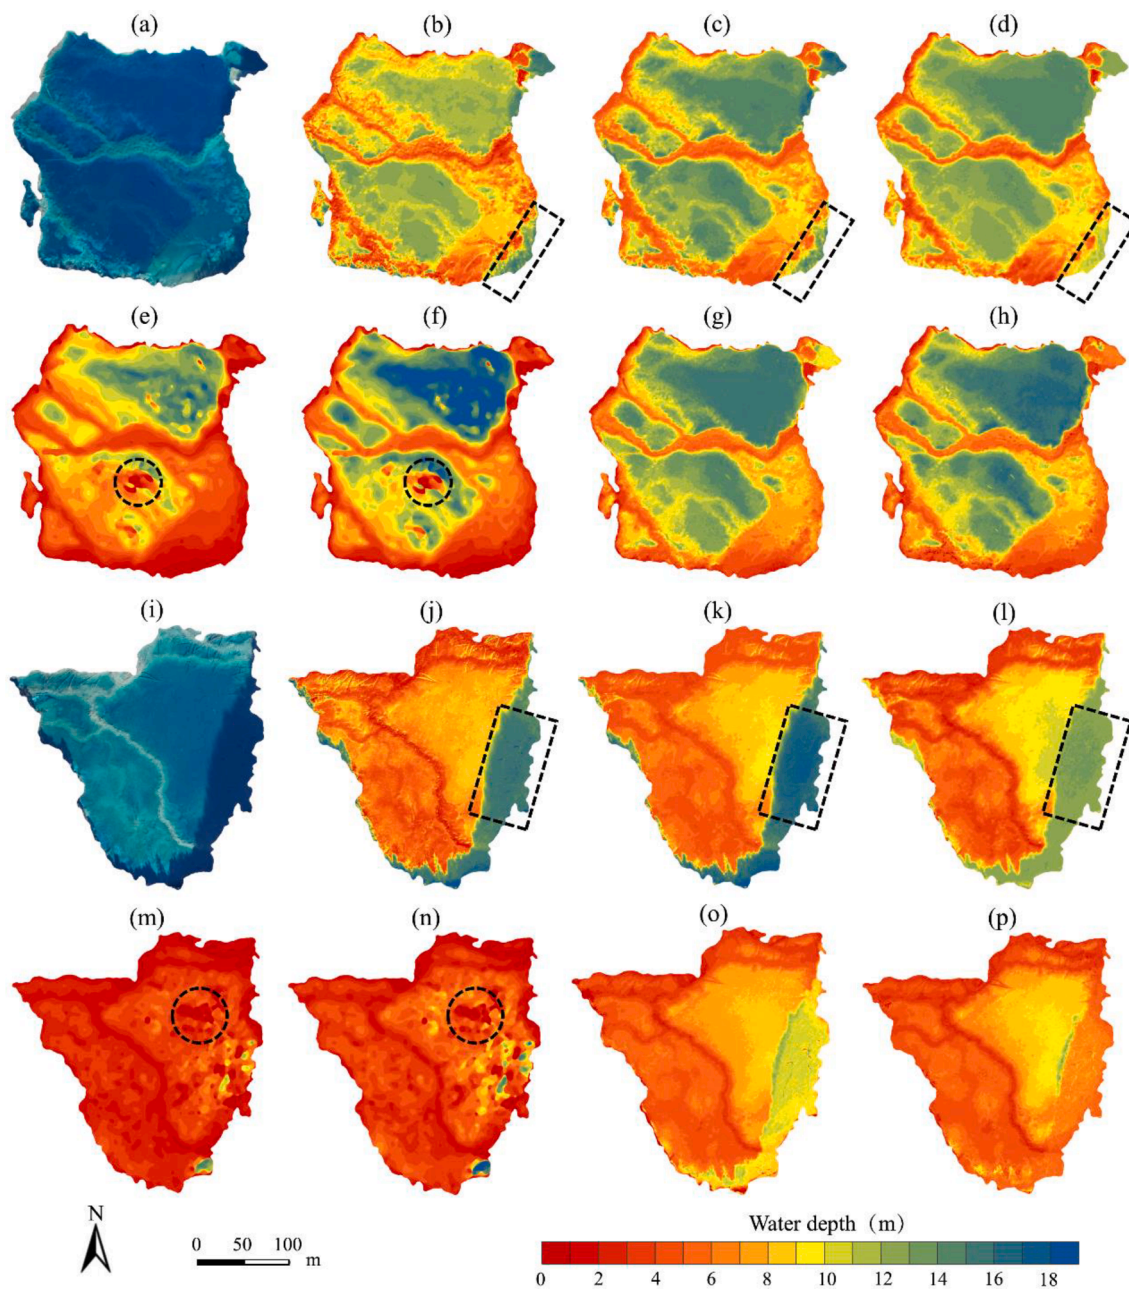 (a) (b) (c) (d)
(e) (f) (g) (h)
(i) (j) (k) (l)
(m) (n) (o) (p)
N
0 50 100
m
Water depth（m）
0 2 4 6 8 10 12 14 16 18